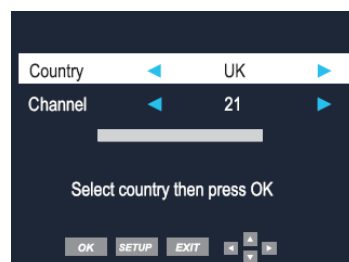 Country UK
Channel 21
Select country then press OK
OK SETUP EXIT